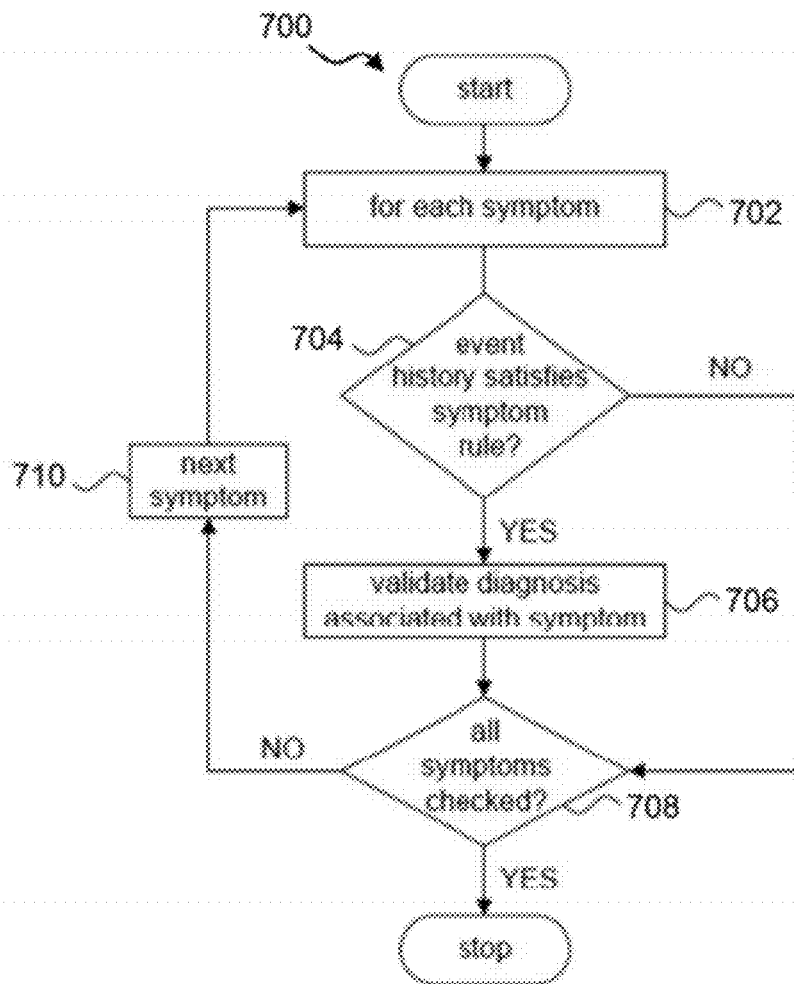 700
start
for each symptom
702
704
event
history satisfies
symptom
rule?
NO
710
next
symptom
YES
validate diagnosis
associated with symptom
706
NO
all
symptoms
checked?
708
YES
stop